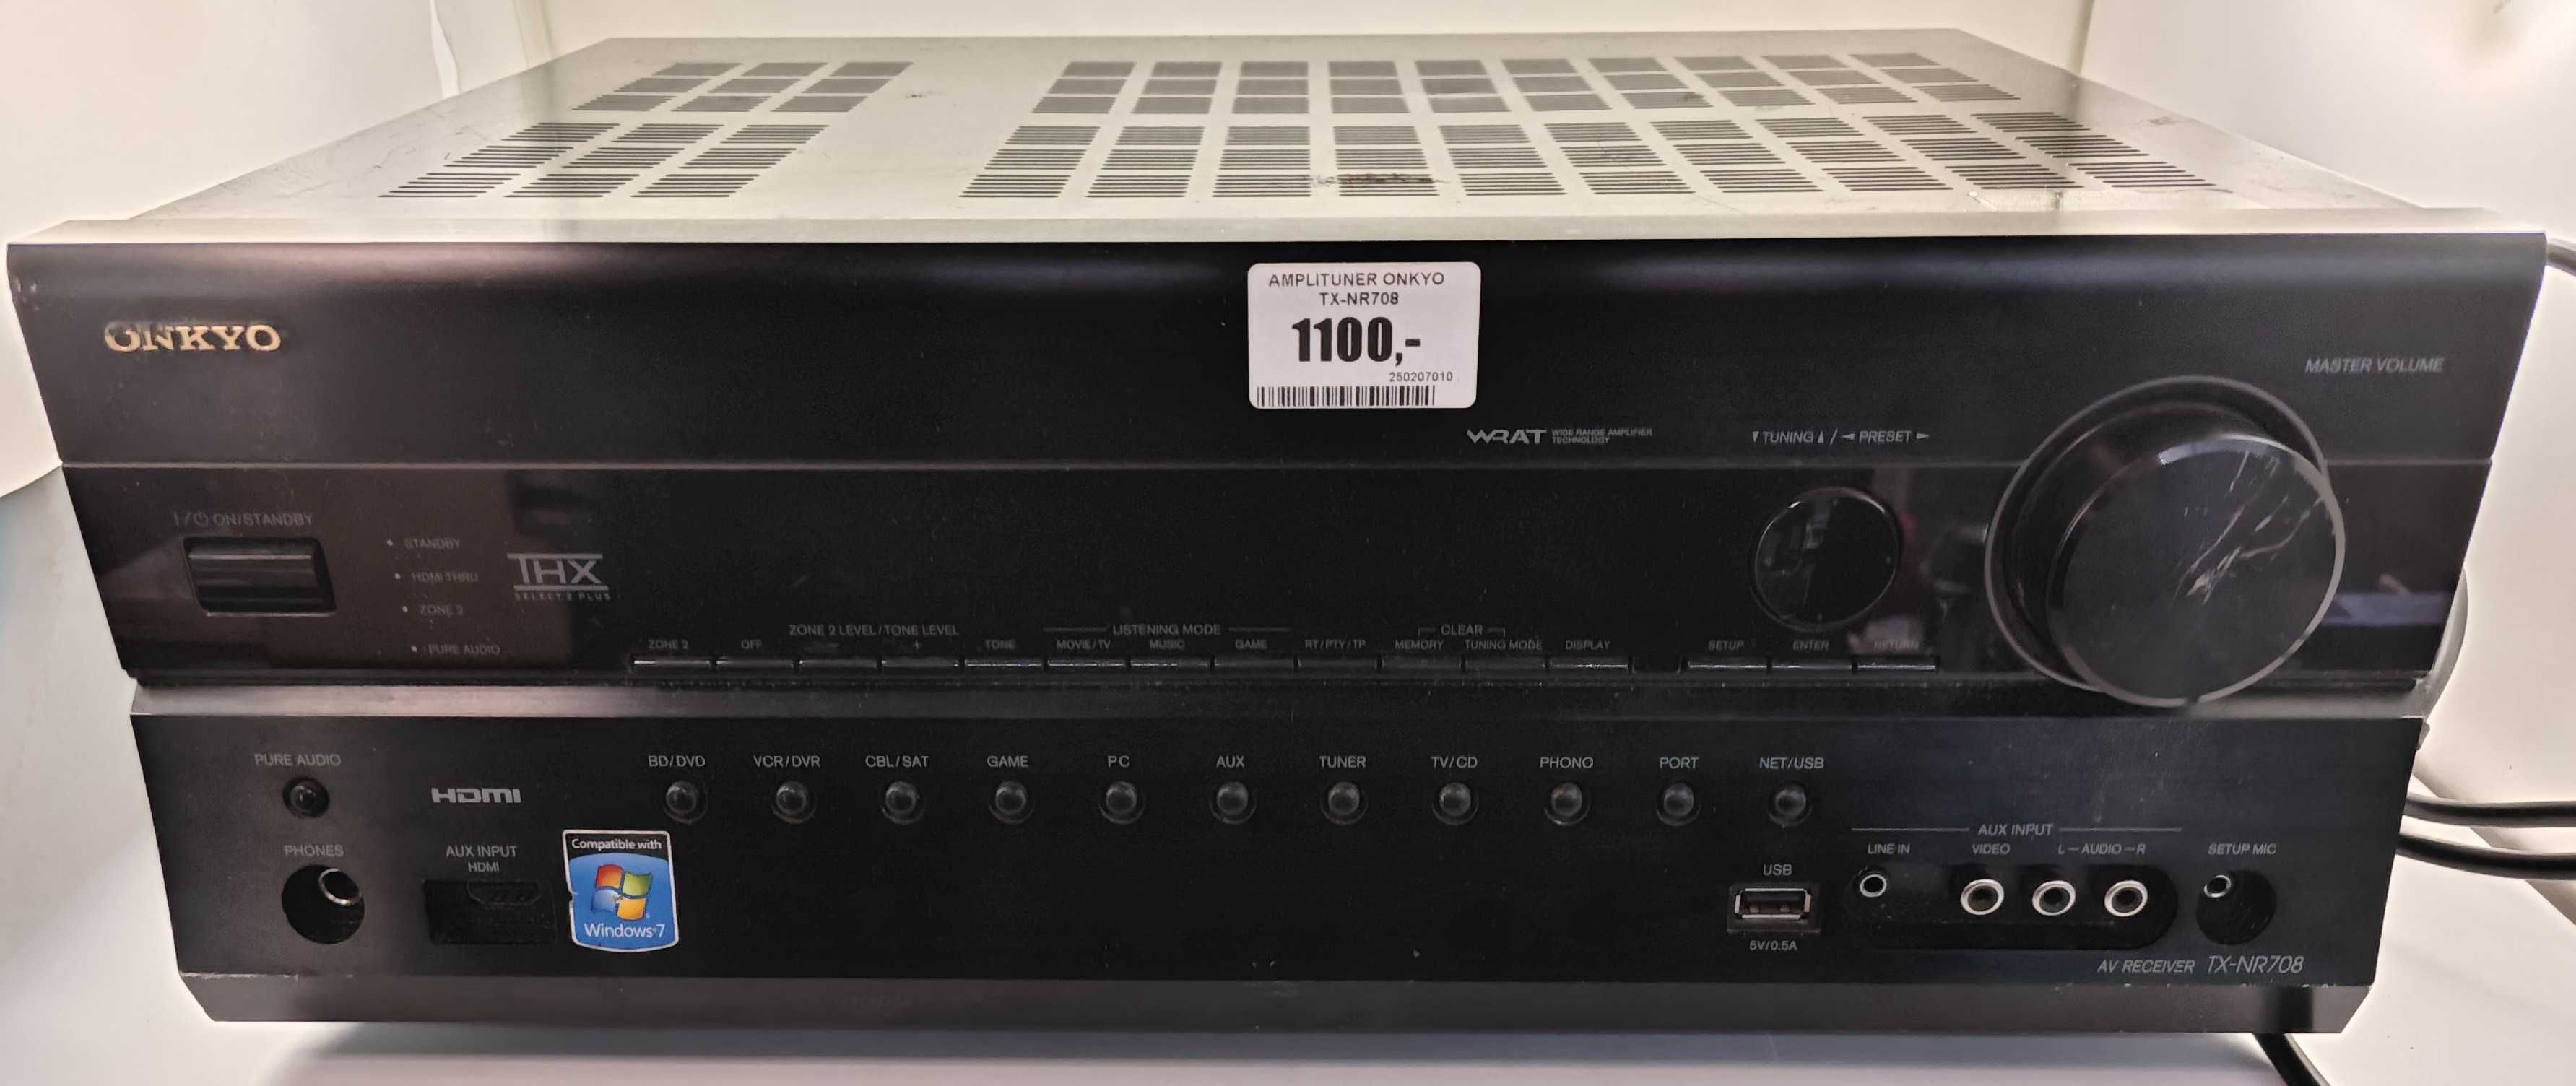 AMPLITUNER ONKYO
TX-NR708
1100,-
250207010
ONKYO
MASTER VOLUME
WRAT WIDE RANGE AMPLIFIER
TECHNOLOGY
TUNING / PRESET
ON/STANDBY
STANDBY
HDMI THRU
ZONE 2
PURE AUDIO
THX
SELECT 2 PLUS
ZONE 2 LEVEL/TONE LEVEL
LISTENING MODE
CLEAR
ZONE 2 OFF - + TONE MOVIE/TV MUSIC GAME RT/PTY/TP MEMORY TUNING MODE DISPLAY SETUP ENTER RETURN
PURE AUDIO
BD/DVD VCR/DVR CBL/SAT GAME PC AUX TUNER TV/CD PHONO PORT NET/USB
HDMI
PHONES
AUX INPUT
HDMI
Compatible with
Windows 7
USB
5V/0.5A
AUX INPUT
LINE IN VIDEO L-AUDIO-R
SETUP MIC
AV RECEIVER TX-NR708